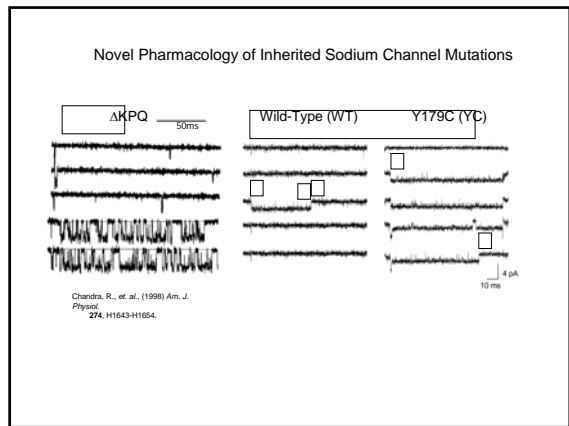 Novel Pharmacology of Inherited Sodium Channel Mutations
ΔKPQ
50ms
Wild-Type (WT)
Y179C (YC)
4 pA
10 ms
Chandra, R., et. al., (1998) Am. J.
Physiol.
274, H1643-H1654.